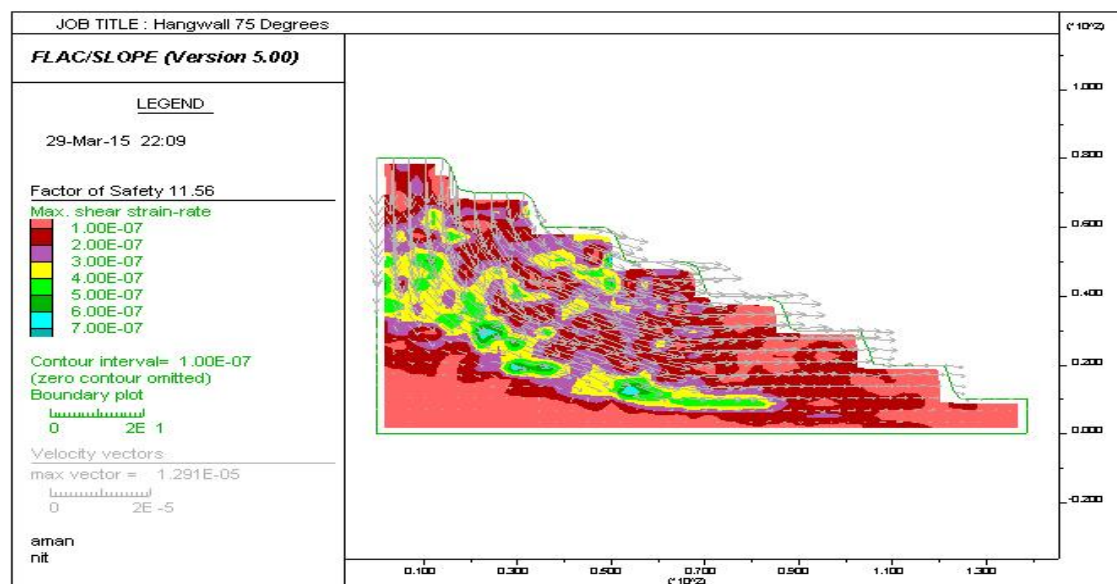 JOB TITLE : Hangwall 75 Degrees
FLAC/SLOPE (Version 5.00)
LEGEND
29-Mar-15 22:09
Factor of Safety 11.56
Max. shear strain-rate
1.00E-07
2.00E-07
3.00E-07
4.00E-07
5.00E-07
6.00E-07
7.00E-07
Contour interval= 1.00E-07
(zero contour omitted)
Boundary plot
0 2E 1
Velocity vectors
max vector = 1.291E-05
0 2E -5
aman
nit
(*10^2)
1.000
0.800
0.600
0.400
0.200
0.000
-0.200
0.100 0.300 0.500 0.700 0.900 1.100 1.300
(*10^2)